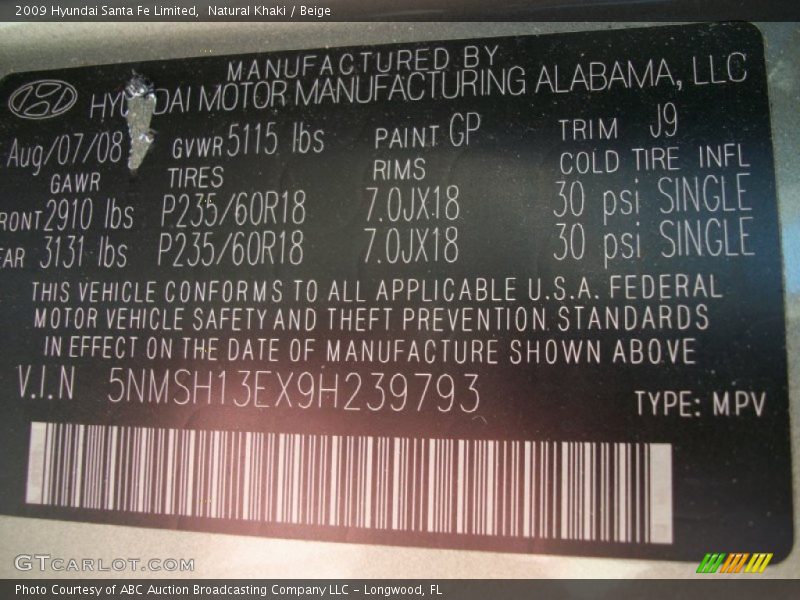 2009 Hyundai Santa Fe Limited, Natural Khaki / Beige
MANUFACTURED BY
HYUNDAI MOTOR MANUFACTURING ALABAMA, LLC
Aug/07/08 GVWR 5115 lbs PAINT GP TRIM J9
GAWR TIRES RIMS COLD TIRE INFL
RONT 2910 lbs P235/60R18 7.0JX18 30 psi SINGLE
EAR 3131 lbs P235/60R18 7.0JX18 30 psi SINGLE
THIS VEHICLE CONFORMS TO ALL APPLICABLE U.S.A. FEDERAL
MOTOR VEHICLE SAFETY AND THEFT PREVENTION STANDARDS
IN EFFECT ON THE DATE OF MANUFACTURE SHOWN ABOVE
V.I.N 5NMSH13EX9H239793 TYPE: MPV
GTCARLOT.COM
Photo Courtesy of ABC Auction Broadcasting Company LLC - Longwood, FL